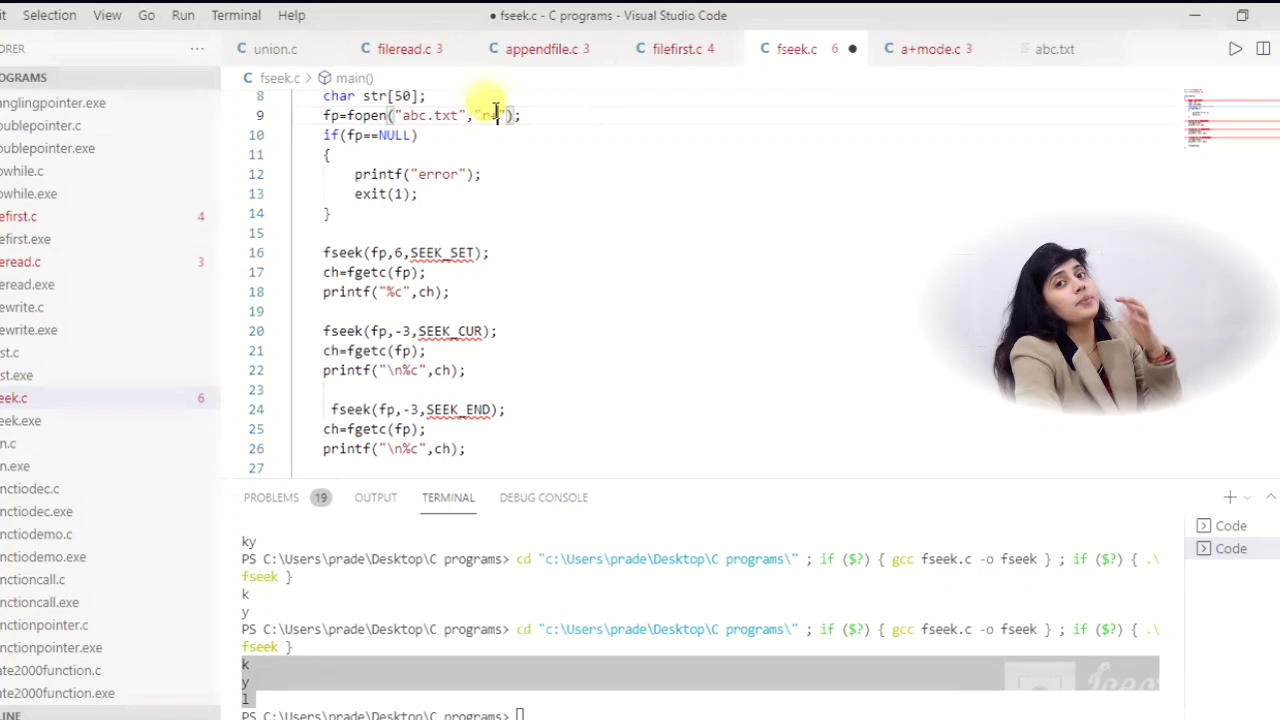 it Selection View Go Run Terminal Help
● fseek.c - C programs - Visual Studio Code
ORER ···
C union.c C fileread.c 3 C appendfile.c 3 C filefirst.c 4 C fseek.c 6 ● C a+mode.c 3 abc.txt
OGRAMS
anglingpointer.exe
oublepointer.c
oublepointer.exe
owhile.c
owhile.exe
efirst.c 4
efirst.exe
eread.c 3
eread.exe
ewrite.c
ewrite.exe
st.c
st.exe
eek.c 6
eek.exe
n.c
n.exe
nctiodec.c
nctiodec.exe
nctiodemo.c
nctiodemo.exe
nctioncall.c
nctioncall.exe
nctionpointer.c
nctionpointer.exe
ate2000function.c
ate2000function.exe
LINE
C fseek.c > main()
8 char str[50];
9 fp=fopen("abc.txt","r+");
10 if(fp==NULL)
11 {
12 printf("error");
13 exit(1);
14 }
15
16 fseek(fp,6,SEEK_SET);
17 ch=fgetc(fp);
18 printf("%c",ch);
19
20 fseek(fp,-3,SEEK_CUR);
21 ch=fgetc(fp);
22 printf("\n%c",ch);
23
24 fseek(fp,-3,SEEK_END);
25 ch=fgetc(fp);
26 printf("\n%c",ch);
27
PROBLEMS 19 OUTPUT TERMINAL DEBUG CONSOLE
ky
PS C:\Users\prade\Desktop\C programs> cd "c:\Users\prade\Desktop\C programs\" ; if ($?) { gcc fseek.c -o fseek } ; if ($?) { .\
fseek }
k
y
PS C:\Users\prade\Desktop\C programs> cd "c:\Users\prade\Desktop\C programs\" ; if ($?) { gcc fseek.c -o fseek } ; if ($?) { .\
fseek }
k
y
l
PS C:\Users\prade\Desktop\C programs>
Code
Code